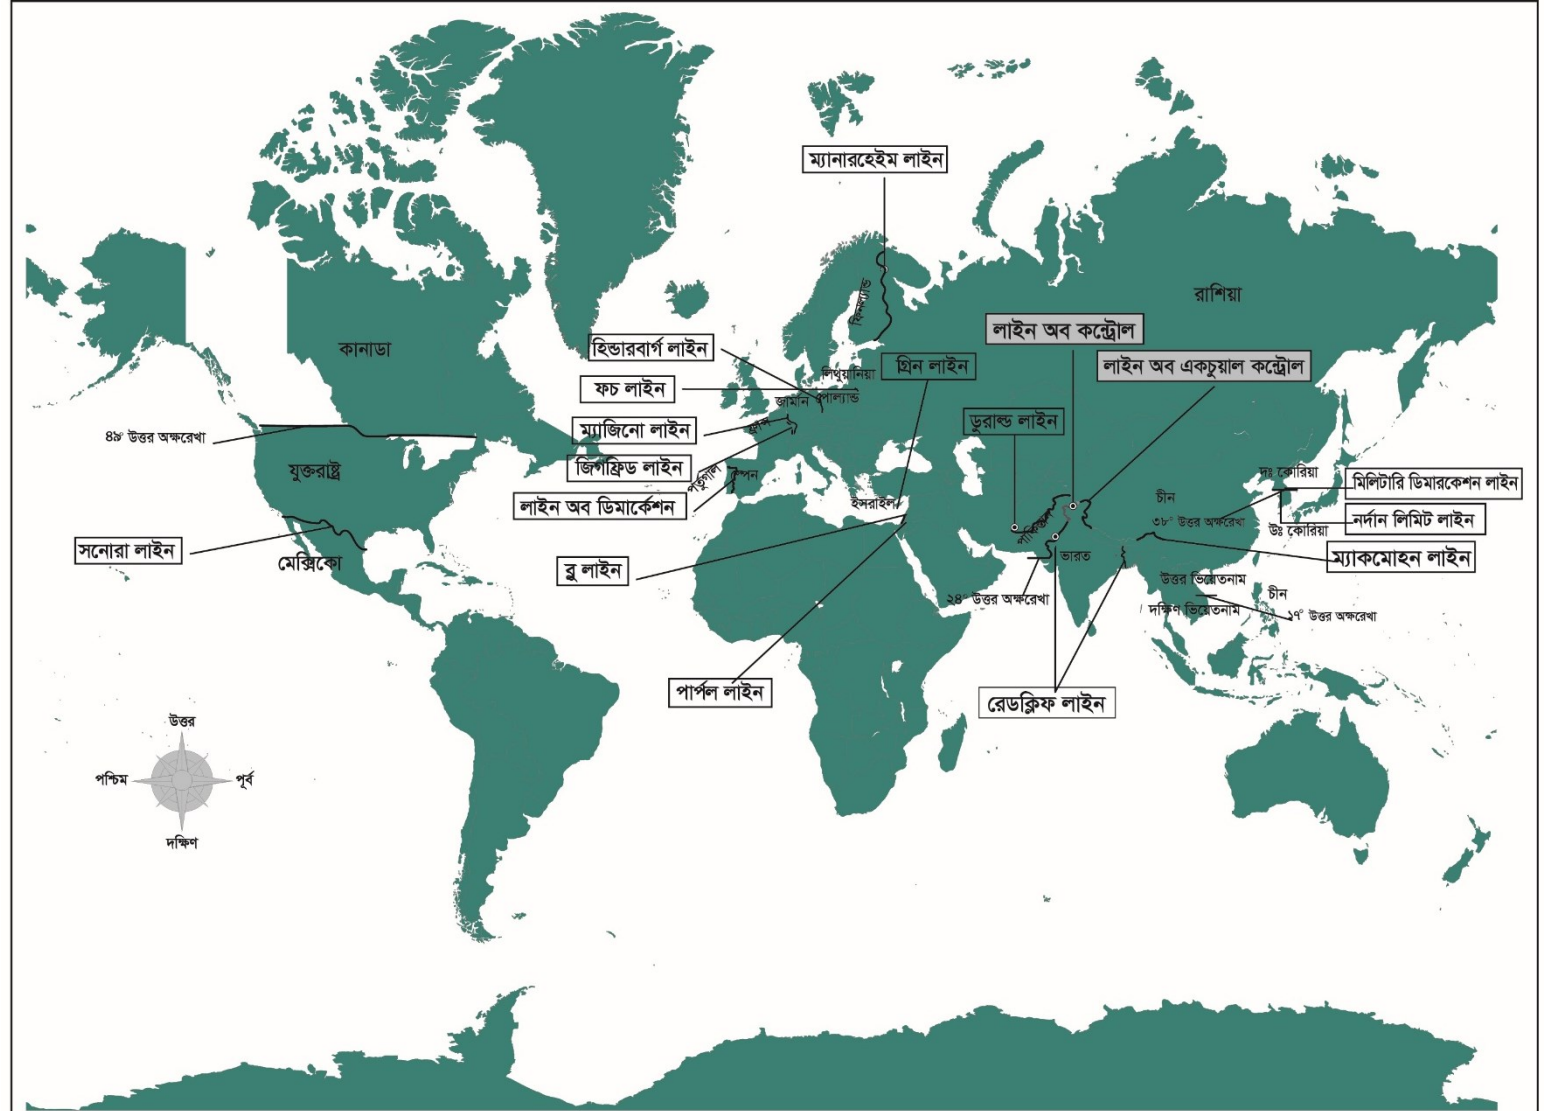 ম্যানারহেইম লাইন
রাশিয়া
ফিনল্যান্ড
লাইন অব কন্ট্রোল
কানাডা
হিন্ডারবার্গ লাইন
গ্রিন লাইন
লাইন অব একচুয়াল কন্ট্রোল
লিথুয়ানিয়া
ফচ লাইন
জার্মান
পোল্যান্ড
ডুরাল্ড লাইন
ম্যাজিনো লাইন
ফ্রান্স
৪৯° উত্তর অক্ষরেখা
যুক্তরাষ্ট্র
জিগফ্রিড লাইন
পর্তুগাল
স্পেন
দঃ কোরিয়া
মিলিটারি ডিমারকেশন লাইন
চীন
লাইন অব ডিমার্কেশন
ইসরাইল
৩৮° উত্তর অক্ষরেখা
নর্দান লিমিট লাইন
উঃ কোরিয়া
পাকিস্তান
সনোরা লাইন
মেক্সিকো
ভারত
ম্যাকমোহন লাইন
ব্লু লাইন
উত্তর ভিয়েতনাম
২৪° উত্তর অক্ষরেখা
চীন
দক্ষিণ ভিয়েতনাম
১৭° উত্তর অক্ষরেখা
পার্পল লাইন
রেডক্লিফ লাইন
উত্তর
পশ্চিম
পূর্ব
দক্ষিণ